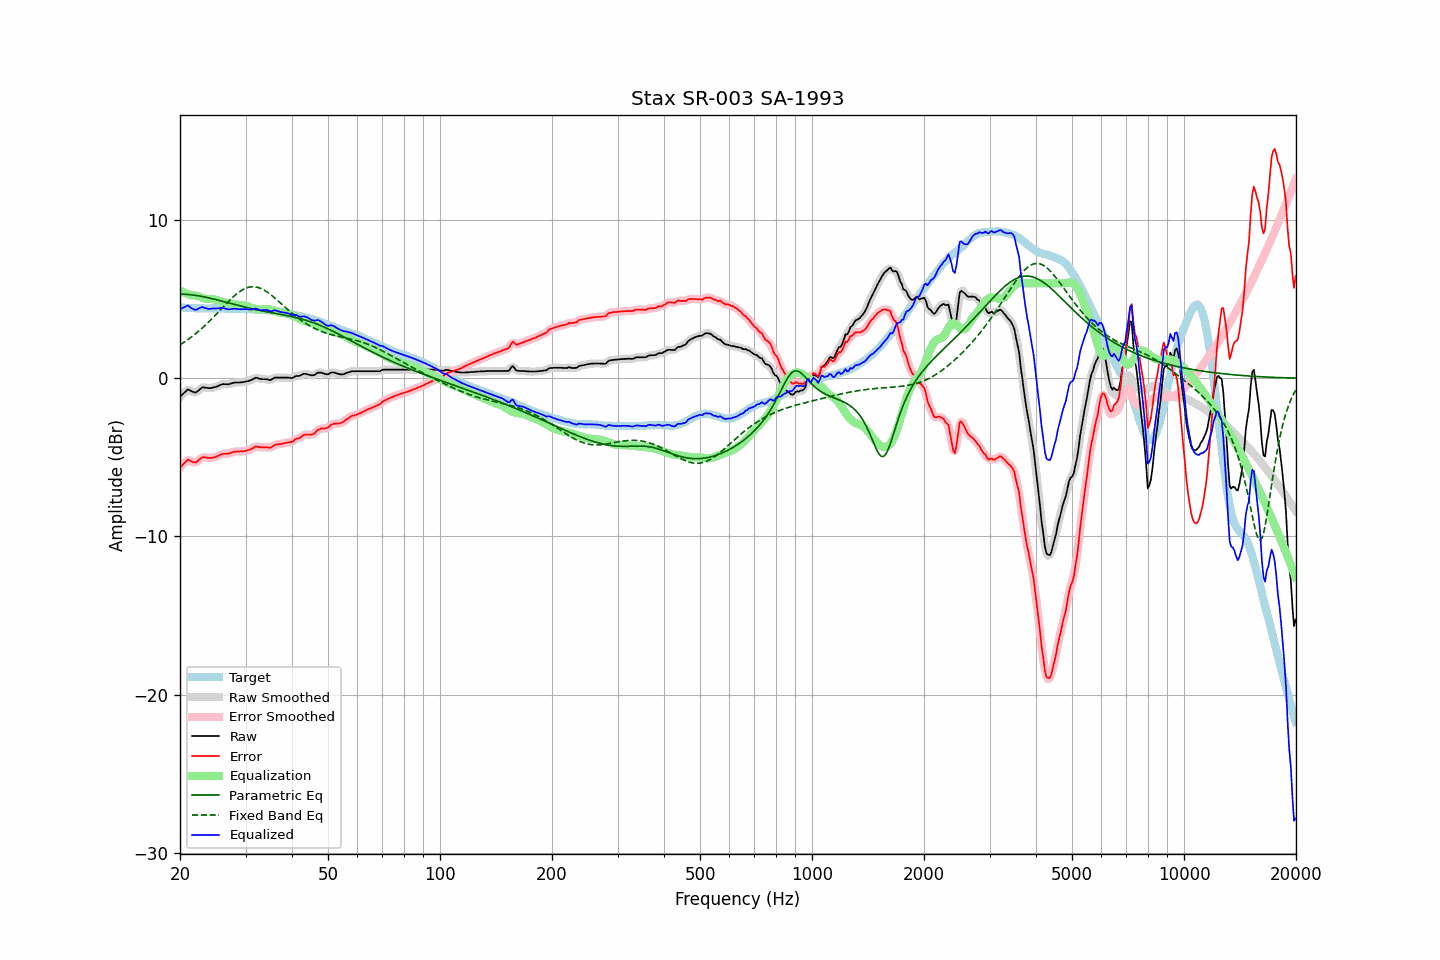 Stax SR-003 SA-1993
Amplitude (dBr)
10
0
−10
−20
−30
Target
Raw Smoothed
Error Smoothed
Raw
Error
Equalization
Parametric Eq
Fixed Band Eq
Equalized
20 50 100 200 500 1000 2000 5000 10000 20000
Frequency (Hz)